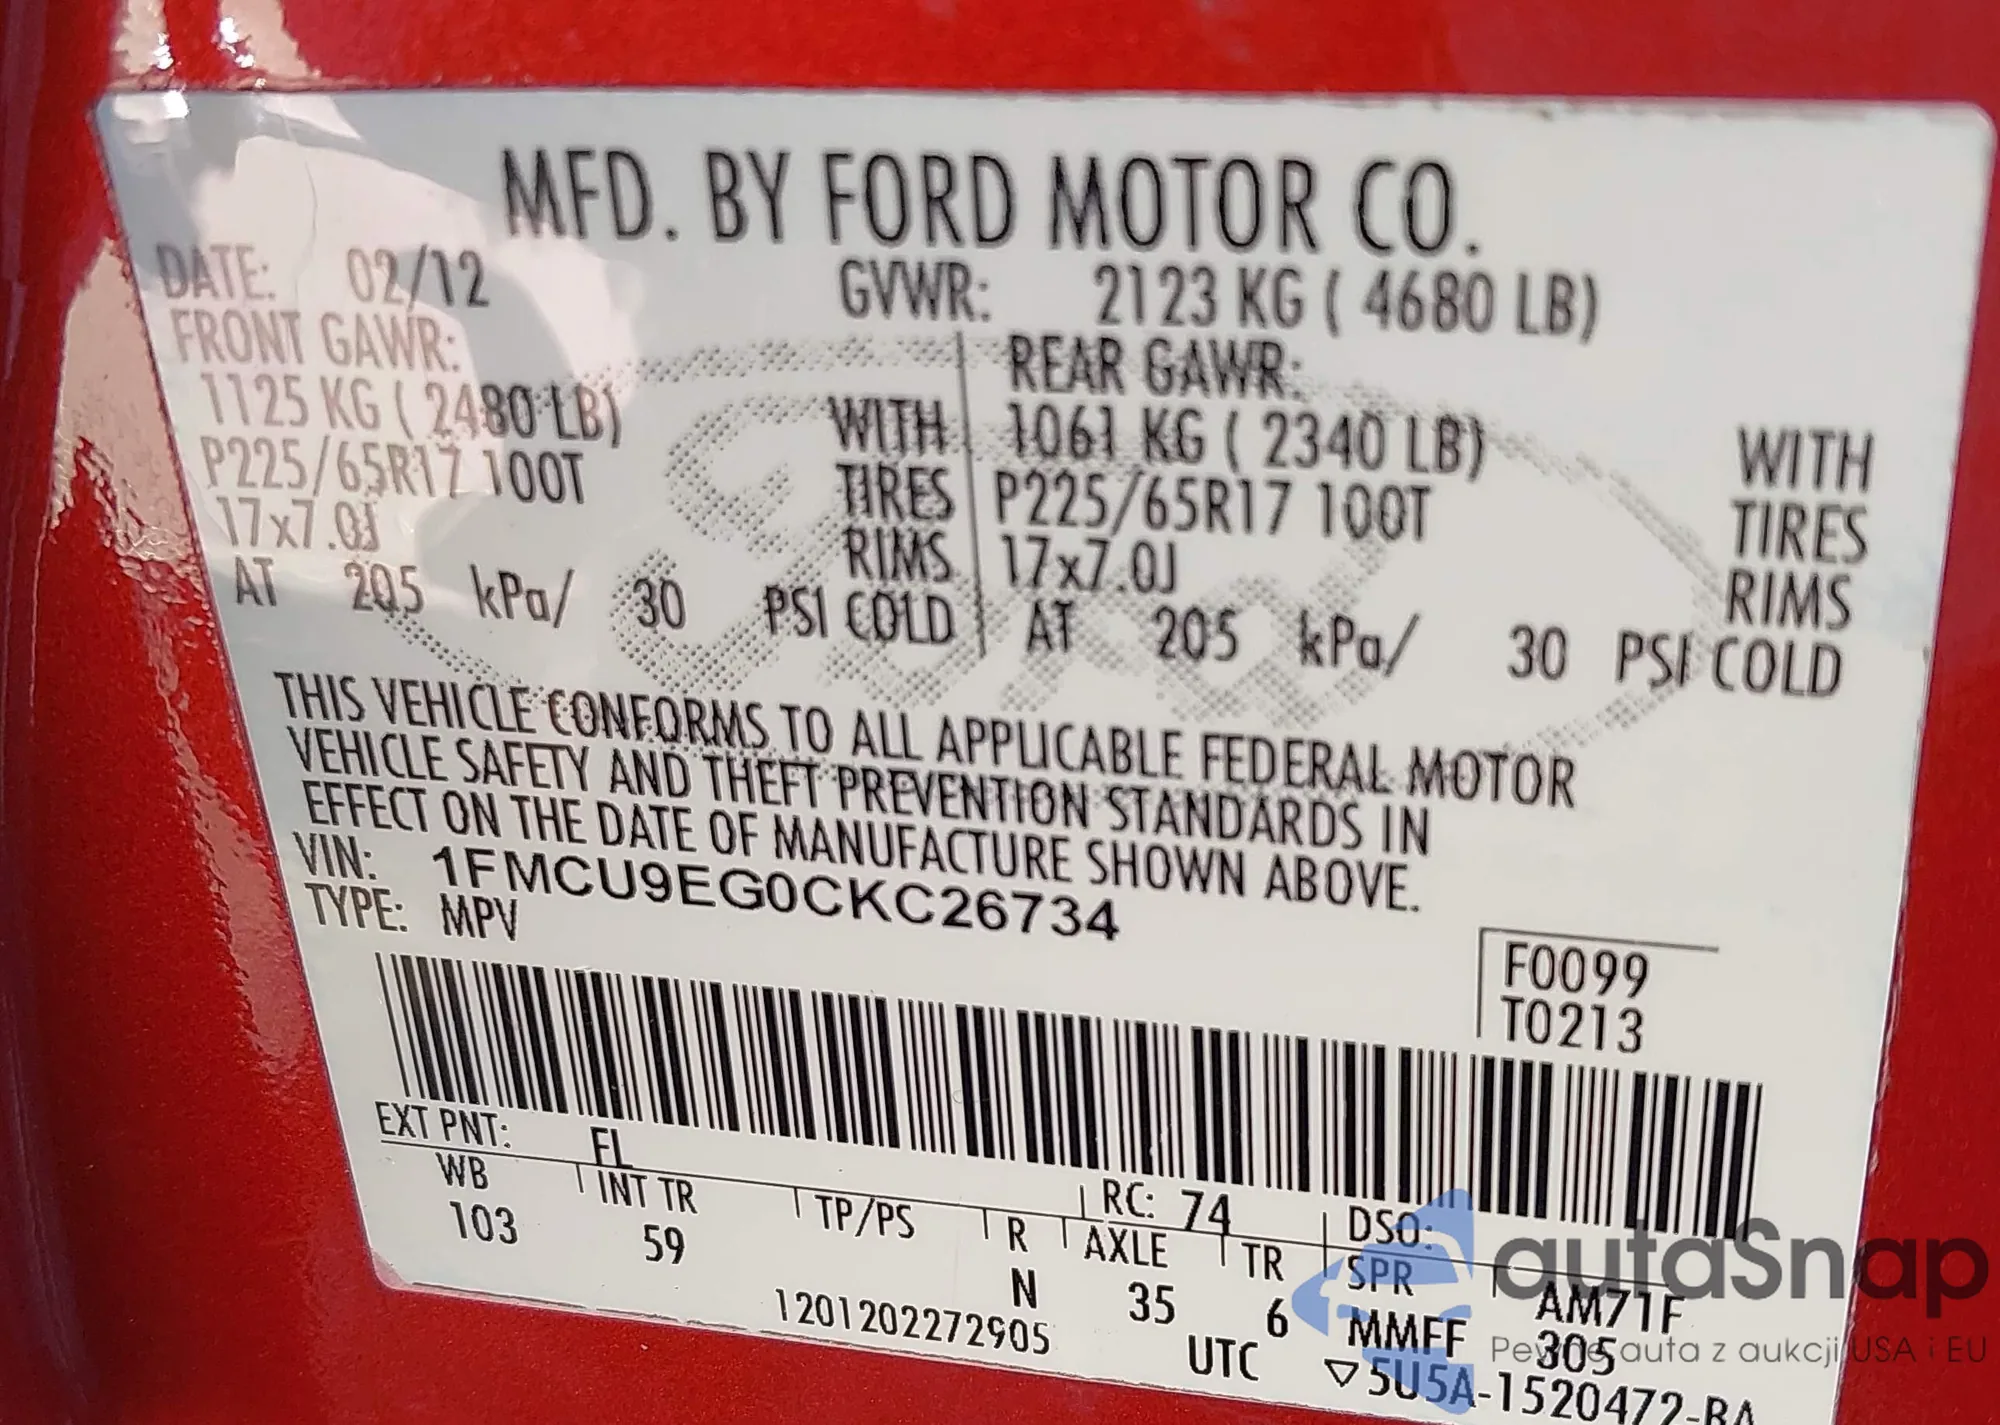 MFD. BY FORD MOTOR CO.
DATE: 02/12 GVWR: 2123 KG ( 4680 LB)
FRONT GAWR: REAR GAWR:
1125 KG ( 2480 LB) WITH 1061 KG ( 2340 LB) WITH
P225/65R17 100T TIRES P225/65R17 100T TIRES
17x7.0J RIMS 17x7.0J RIMS
AT 205 kPa/ 30 PSI COLD AT 205 kPa/ 30 PSI COLD
THIS VEHICLE CONFORMS TO ALL APPLICABLE FEDERAL MOTOR
VEHICLE SAFETY AND THEFT PREVENTION STANDARDS IN
EFFECT ON THE DATE OF MANUFACTURE SHOWN ABOVE.
VIN: 1FMCU9EG0CKC26734
TYPE: MPV
F0099
T0213
EXT PNT: FL RC: 74 DSO:
WB INT TR TP/PS R AXLE TR SPR AM71F
103 59 N 35 6 MMFF 305
1201202272905 UTC ▽5U5A-1520472-BA
autaSnap
Pewne auta z aukcji USA i EU